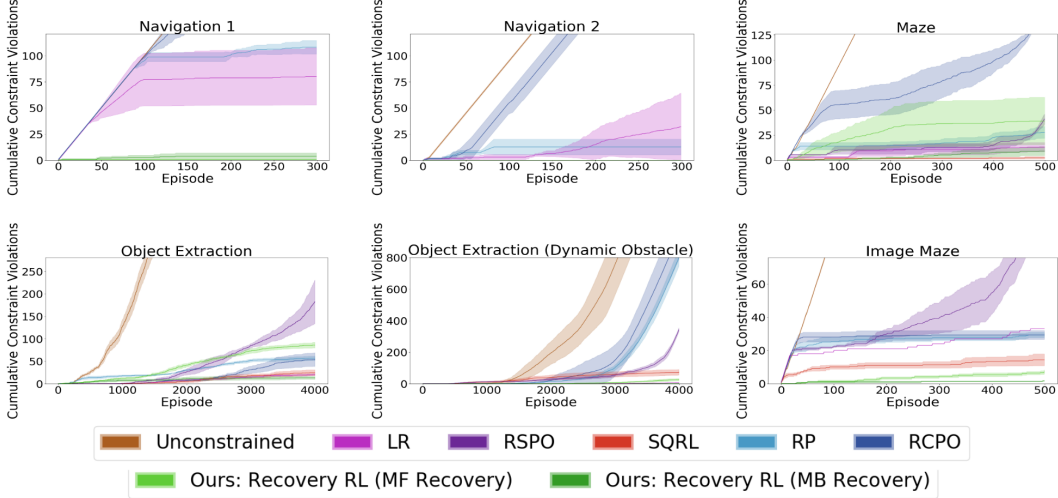 Navigation 1
Cumulative Constraint Violations
100
75
50
25
0
0 50 100 150 200 250 300
Episode
Navigation 2
Cumulative Constraint Violations
100
75
50
25
0
0 50 100 150 200 250 300
Episode
Maze
Cumulative Constraint Violations
125
100
75
50
25
0
0 100 200 300 400 500
Episode
Object Extraction
Cumulative Constraint Violations
250
200
150
100
50
0
0 1000 2000 3000 4000
Episode
Object Extraction (Dynamic Obstacle)
Cumulative Constraint Violations
800
600
400
200
0
0 1000 2000 3000 4000
Episode
Image Maze
Cumulative Constraint Violations
60
40
20
0
0 100 200 300 400 500
Episode
Unconstrained LR RSPO SQRL RP RCPO
Ours: Recovery RL (MF Recovery) Ours: Recovery RL (MB Recovery)